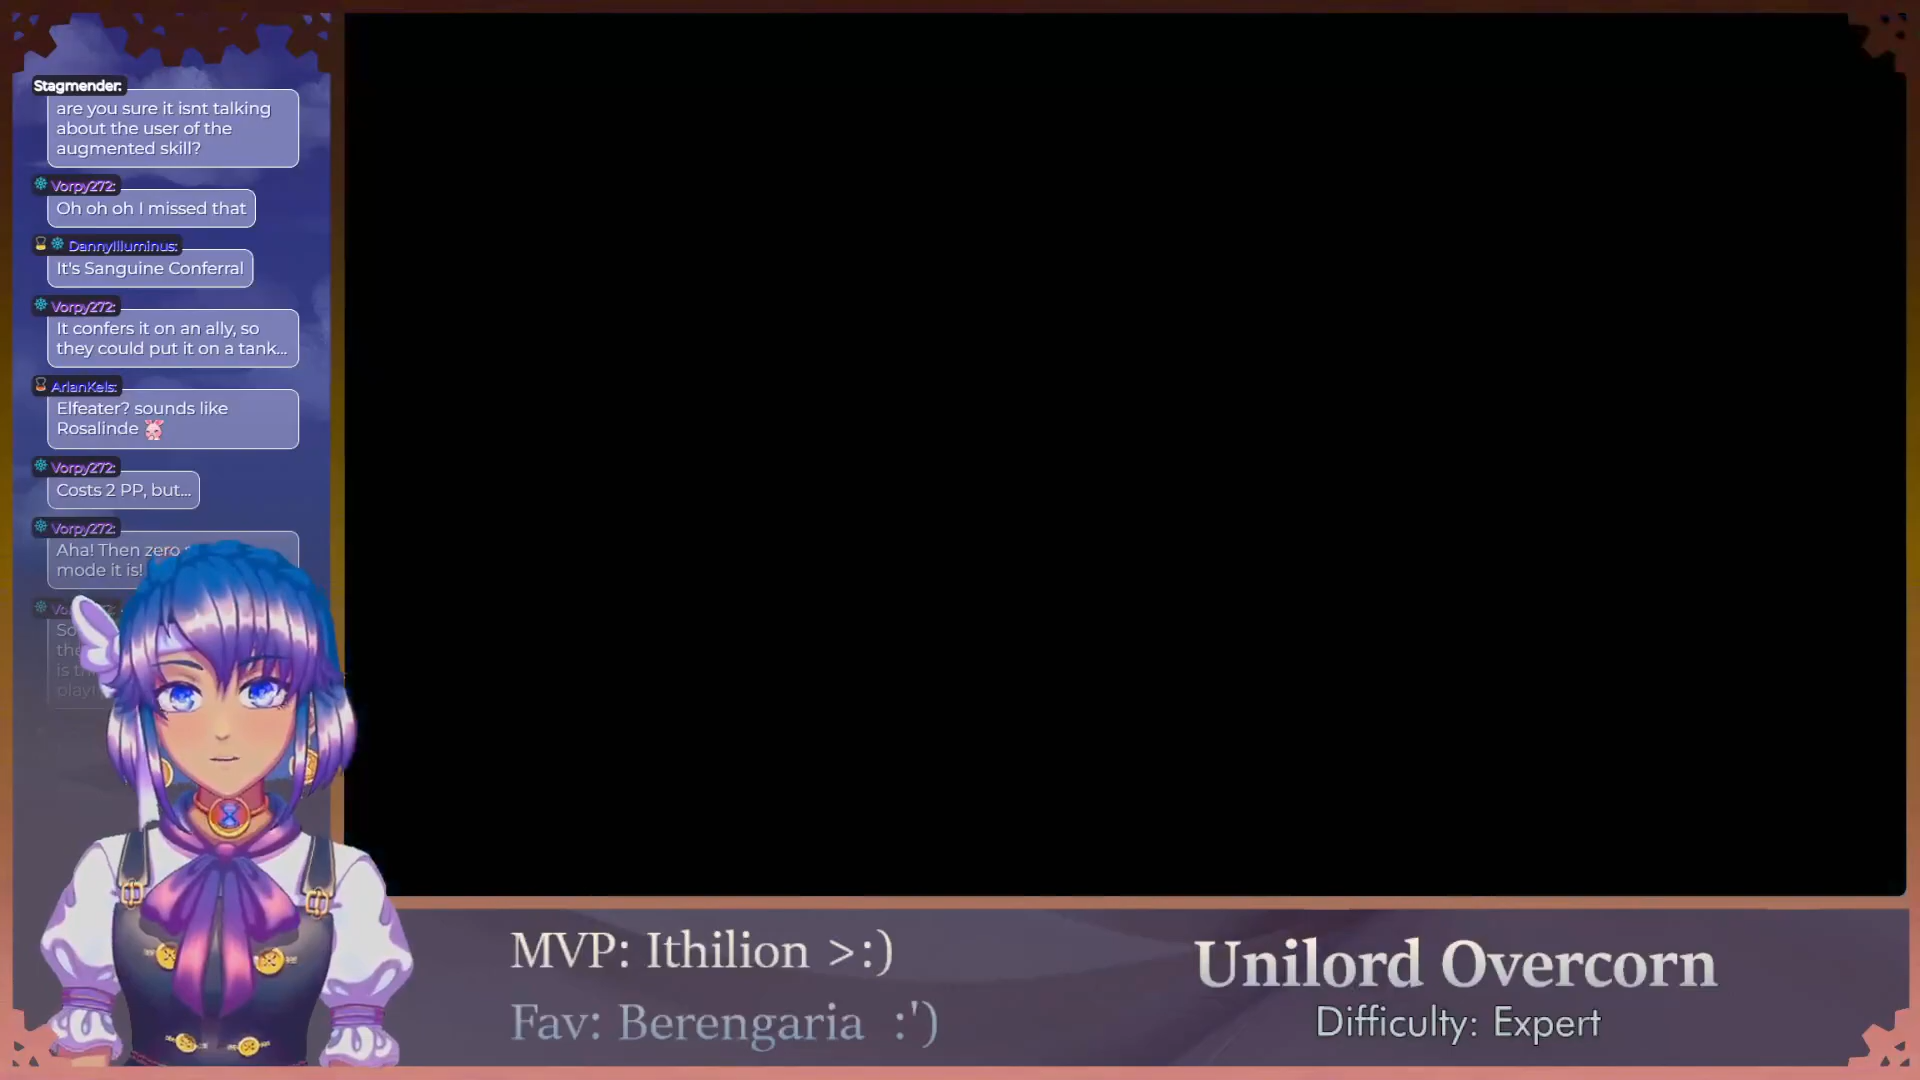 Stagmender:
are you sure it isnt talking
about the user of the
augmented skill?
Vorpy272:
Oh oh oh I missed that
DannyIlluminus:
It's Sanguine Conferral
Vorpy272:
It confers it on an ally, so
they could put it on a tank...
ArlanKels:
Elfeater? sounds like
Rosalinde
Vorpy272:
Costs 2 PP, but...
Vorpy272:
Aha! Then zero
mode it is!
MVP: Ithilion >:)
Fav: Berengaria :')
Unilord Overcorn
Difficulty: Expert